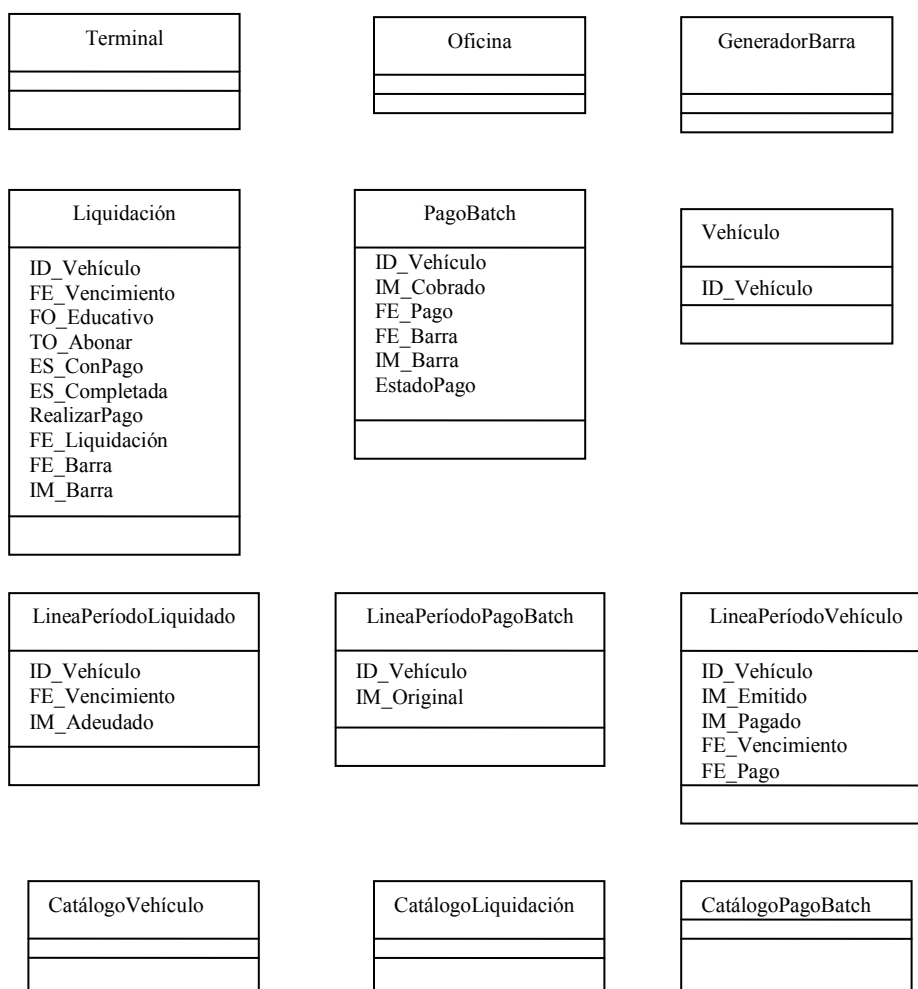 Terminal
Oficina
GeneradorBarra
Liquidación
ID_Vehículo
FE_Vencimiento
FO_Educativo
TO_Abonar
ES_ConPago
ES_Completada
RealizarPago
FE_Liquidación
FE_Barra
IM_Barra
PagoBatch
ID_Vehículo
IM_Cobrado
FE_Pago
FE_Barra
IM_Barra
EstadoPago
Vehículo
ID_Vehículo
LineaPeríodoLiquidado
ID_Vehículo
FE_Vencimiento
IM_Adeudado
LineaPeríodoPagoBatch
ID_Vehículo
IM_Original
LineaPeríodoVehículo
ID_Vehículo
IM_Emitido
IM_Pagado
FE_Vencimiento
FE_Pago
CatálogoVehículo
CatálogoLiquidación
CatálogoPagoBatch